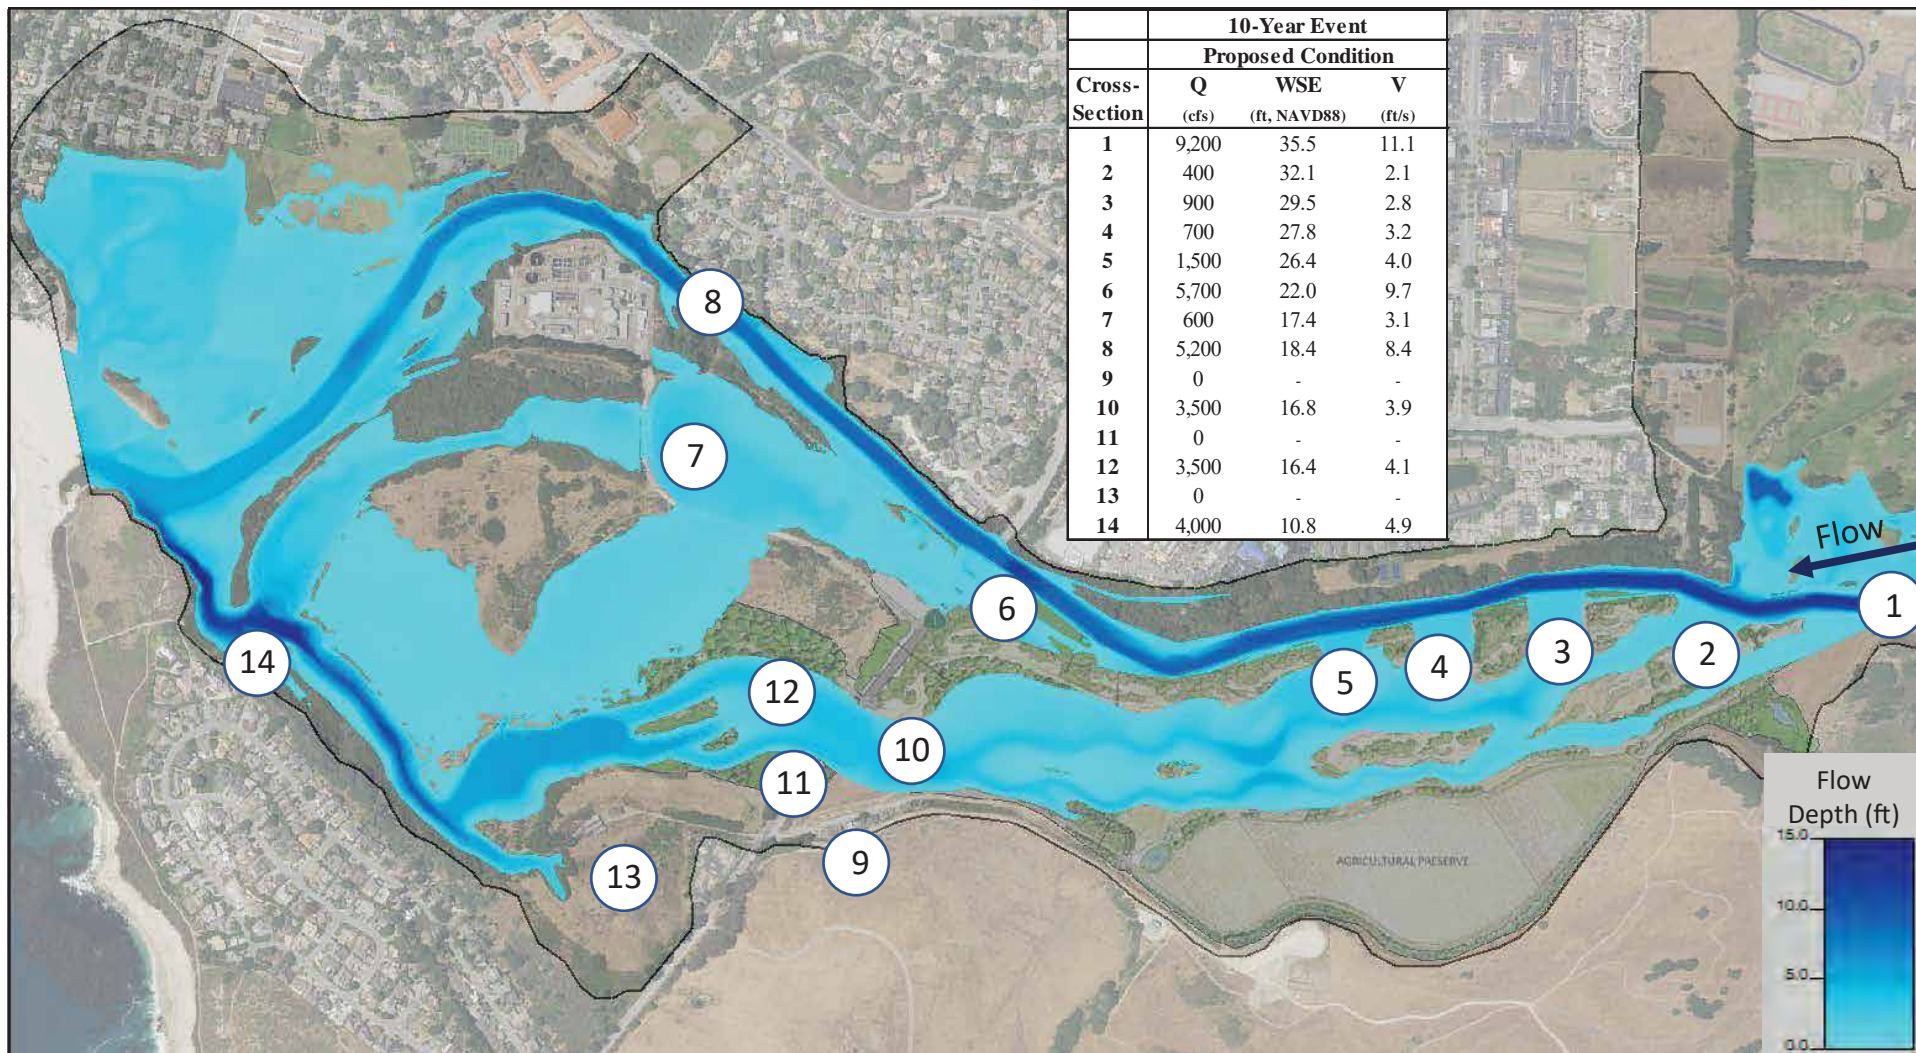 10-Year Event
Proposed Condition
Cross-Section Q (cfs) WSE (ft, NAVD88) V (ft/s)
1 9,200 35.5 11.1
2 400 32.1 2.1
3 900 29.5 2.8
4 700 27.8 3.2
5 1,500 26.4 4.0
6 5,700 22.0 9.7
7 600 17.4 3.1
8 5,200 18.4 8.4
9 0 - -
10 3,500 16.8 3.9
11 0 - -
12 3,500 16.4 4.1
13 0 - -
14 4,000 10.8 4.9
8
7
Flow
6
1
2
3
4
5
14
12
10
11
9
13
AGRICULTURAL PRESERVE
Flow
Depth (ft)
15.0
10.0
5.0
0.0